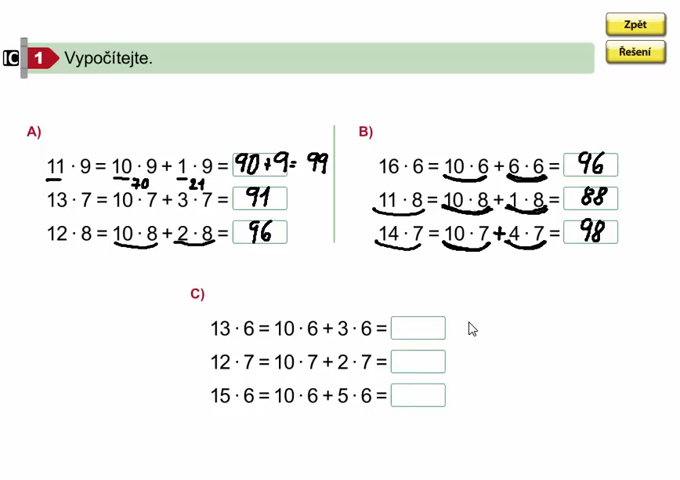 Zpět
Řešení
IC 1 Vypočítejte.
A)
11 · 9 = 10 · 9 + 1 · 9 = 90 + 9 = 99
70 21
13 · 7 = 10 · 7 + 3 · 7 = 91
12 · 8 = 10 · 8 + 2 · 8 = 96
B)
16 · 6 = 10 · 6 + 6 · 6 = 96
11 · 8 = 10 · 8 + 1 · 8 = 88
14 · 7 = 10 · 7 + 4 · 7 = 98
C)
13 · 6 = 10 · 6 + 3 · 6 =
12 · 7 = 10 · 7 + 2 · 7 =
15 · 6 = 10 · 6 + 5 · 6 =